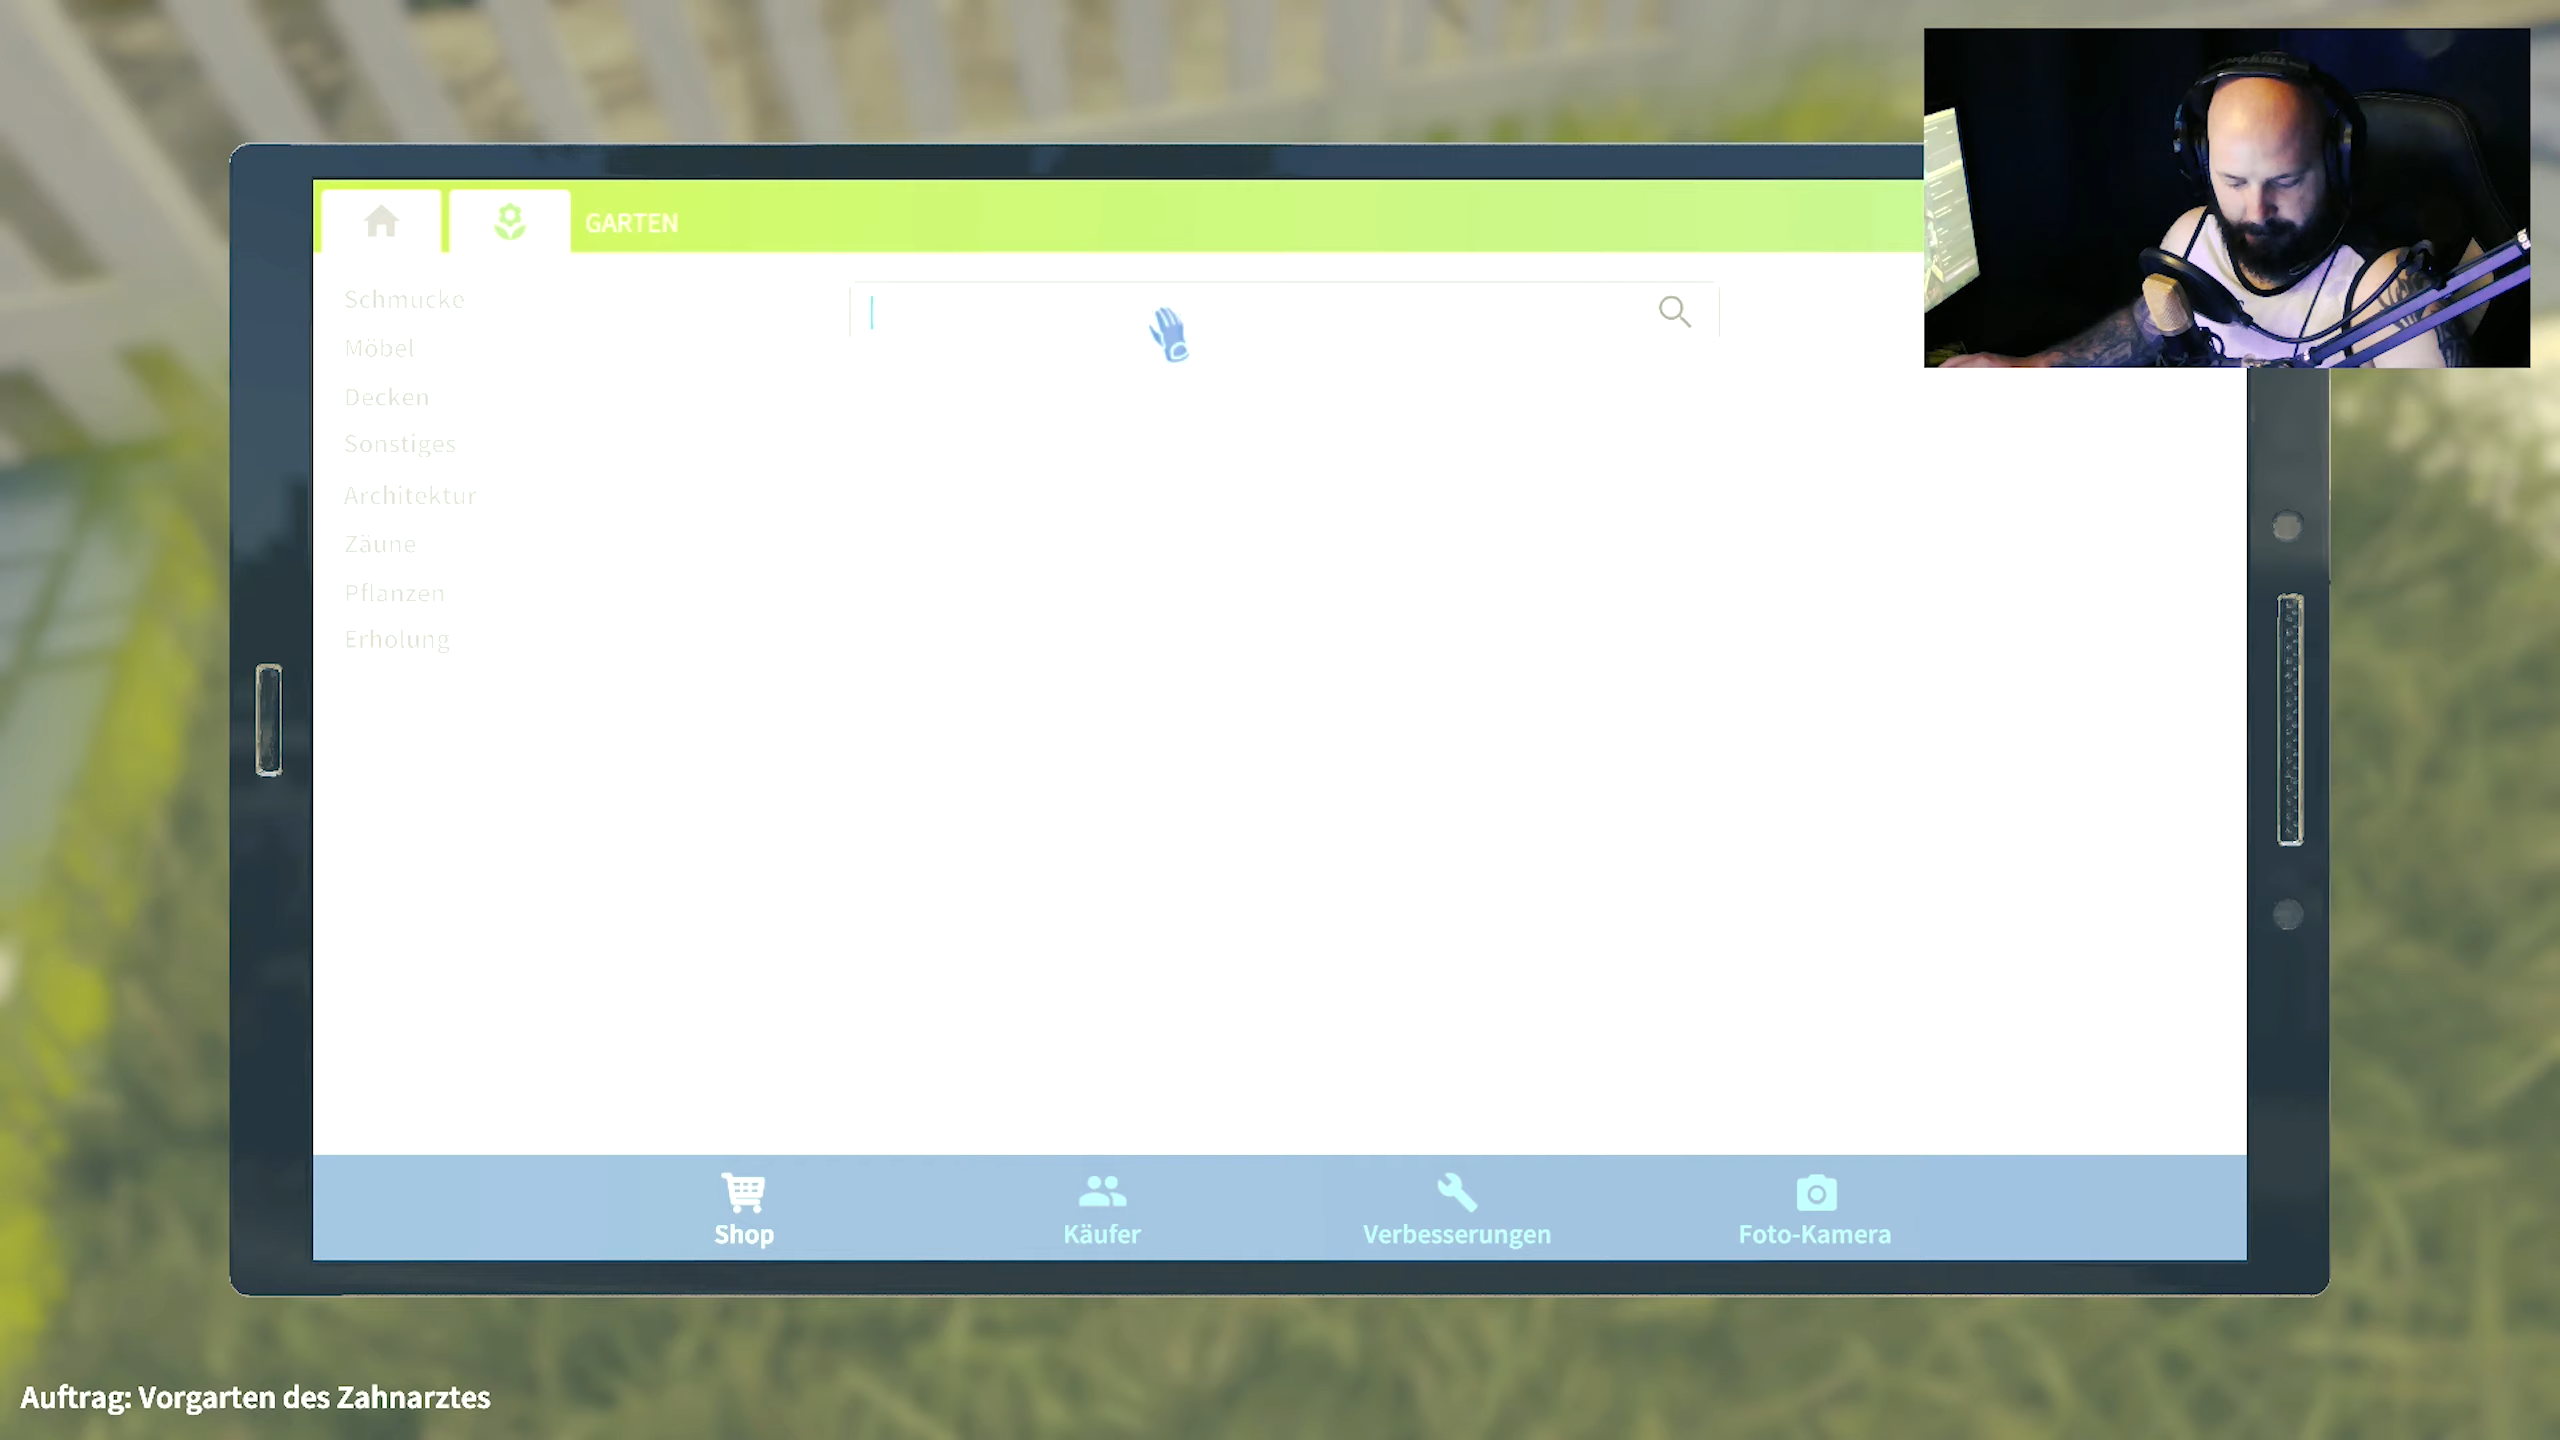 GARTEN
Schmucke
Möbel
Decken
Sonstiges
Architektur
Zäune
Pflanzen
Erholung
Shop
Käufer
Verbesserungen
Foto-Kamera
Auftrag: Vorgarten des Zahnarztes